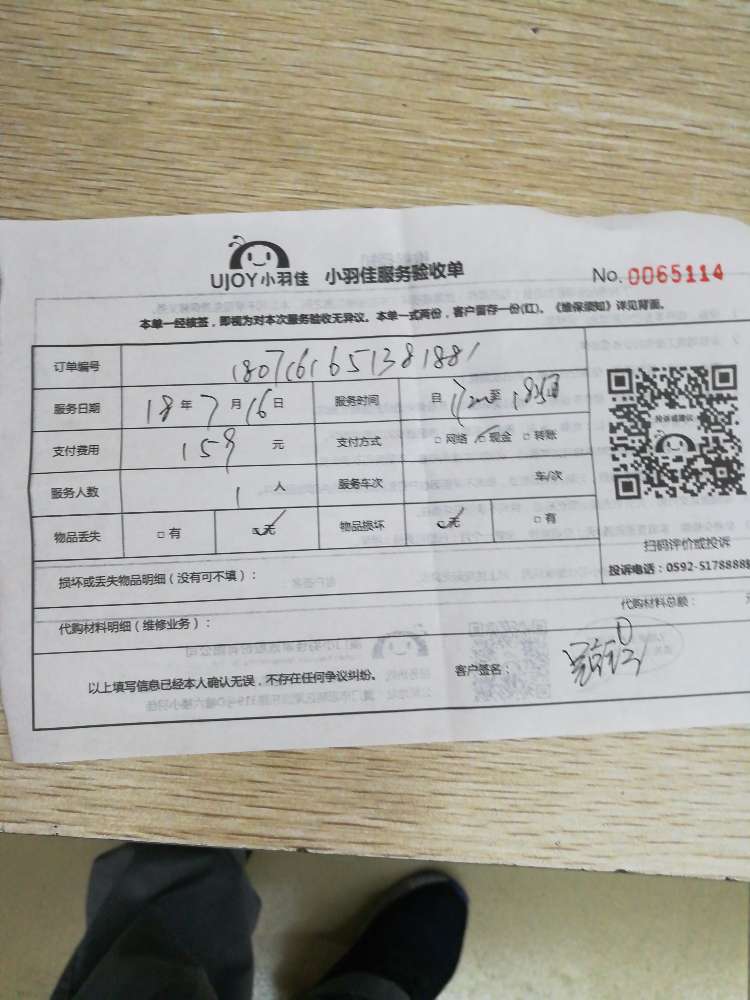 UJOY小羽佳 小羽佳服务验收单 No.0065114
本单一经核签，即视为对本次服务验收无异议。本单一式两份，客户留存一份(红)。《维保须知》详见背面。
订单编号 1807161651381881
服务日期 18年7月16日 服务时间 自 至
支付费用 159元 支付方式 □网络 □现金 □转账
服务人数 1人 服务车次 车/次
物品丢失 □有 □无 物品损坏 □无 □有
投诉或建议
扫码评价或投诉
投诉电话：0592-5178888
损坏或丢失物品明细（没有可不填）：
代购材料明细（维修业务）： 代购材料总额：
以上填写信息已经本人确认无误，不存在任何争议纠纷。 客户签名：